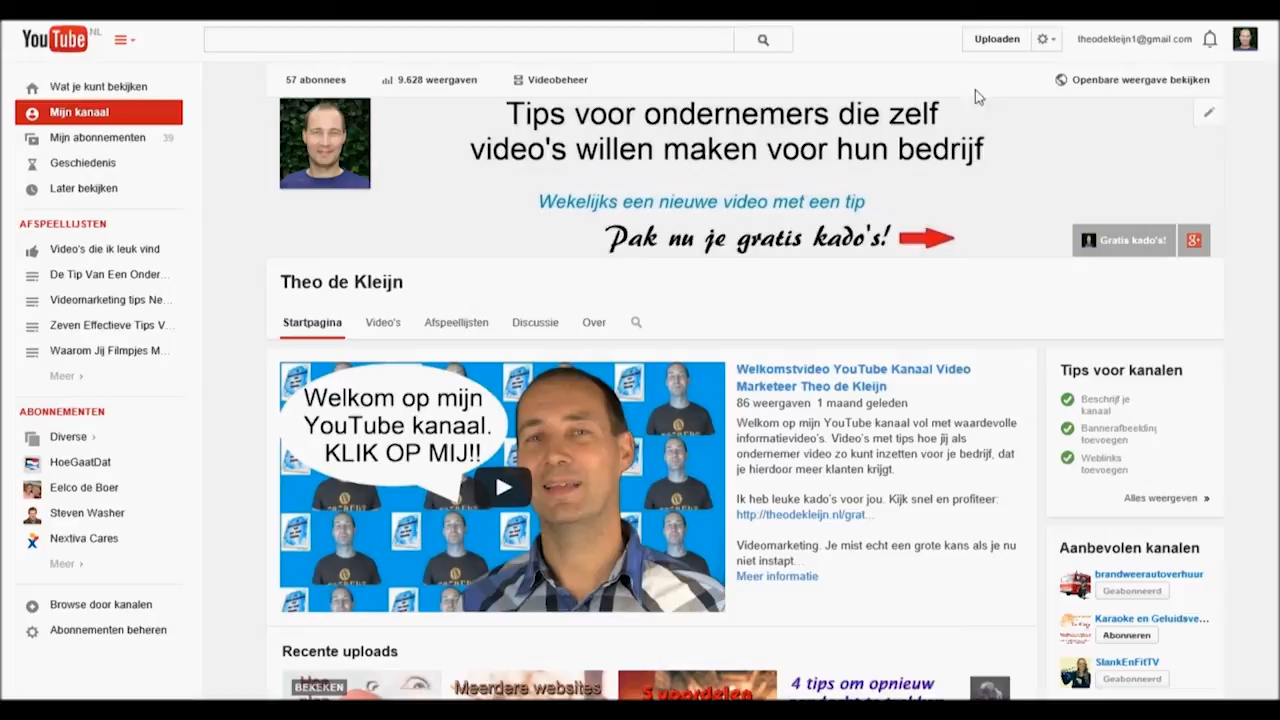 YouTube NL
Uploaden
theodekleijn1@gmail.com
Wat je kunt bekijken
Mijn kanaal
Mijn abonnementen 39
Geschiedenis
Later bekijken
AFSPEELLIJSTEN
Video's die ik leuk vind
De Tip Van Een Onder...
Videomarketing tips Ne...
Zeven Effectieve Tips V...
Waarom Jij Filmpjes M...
Meer ›
ABONNEMENTEN
Diverse ›
HoeGaatDat
Eelco de Boer
Steven Washer
Nextiva Cares
Meer ›
Browse door kanalen
Abonnementen beheren
57 abonnees
9.628 weergaven
Videobeheer
Openbare weergave bekijken
Tips voor ondernemers die zelf
video's willen maken voor hun bedrijf
Wekelijks een nieuwe video met een tip
Pak nu je gratis kado's!
Gratis kado's!
Theo de Kleijn
Startpagina Video's Afspeellijsten Discussie Over
Welkom op mijn
YouTube kanaal.
KLIK OP MIJ!!
Welkomstvideo YouTube Kanaal Video
Marketeer Theo de Kleijn
86 weergaven 1 maand geleden
Welkom op mijn YouTube kanaal vol met waardevolle
informatievideo's. Video's met tips hoe jij als
ondernemer video zo kunt inzetten voor je bedrijf, dat
je hierdoor meer klanten krijgt.
Ik heb leuke kado's voor jou. Kijk snel en profiteer:
http://theodekleijn.nl/grat...
Videomarketing. Je mist echt een grote kans als je nu
niet instapt...
Meer informatie
Recente uploads
BEKEKEN
Meerdere websites
5 voordelen
4 tips om opnieuw
Tips voor kanalen
Beschrijf je
kanaal
Bannerafbeelding
toevoegen
Weblinks
toevoegen
Alles weergeven »
Aanbevolen kanalen
brandweerautoverhuur
Geabonneerd
Karaoke en Geluidsve...
Abonneren
SlankEnFitTV
Geabonneerd